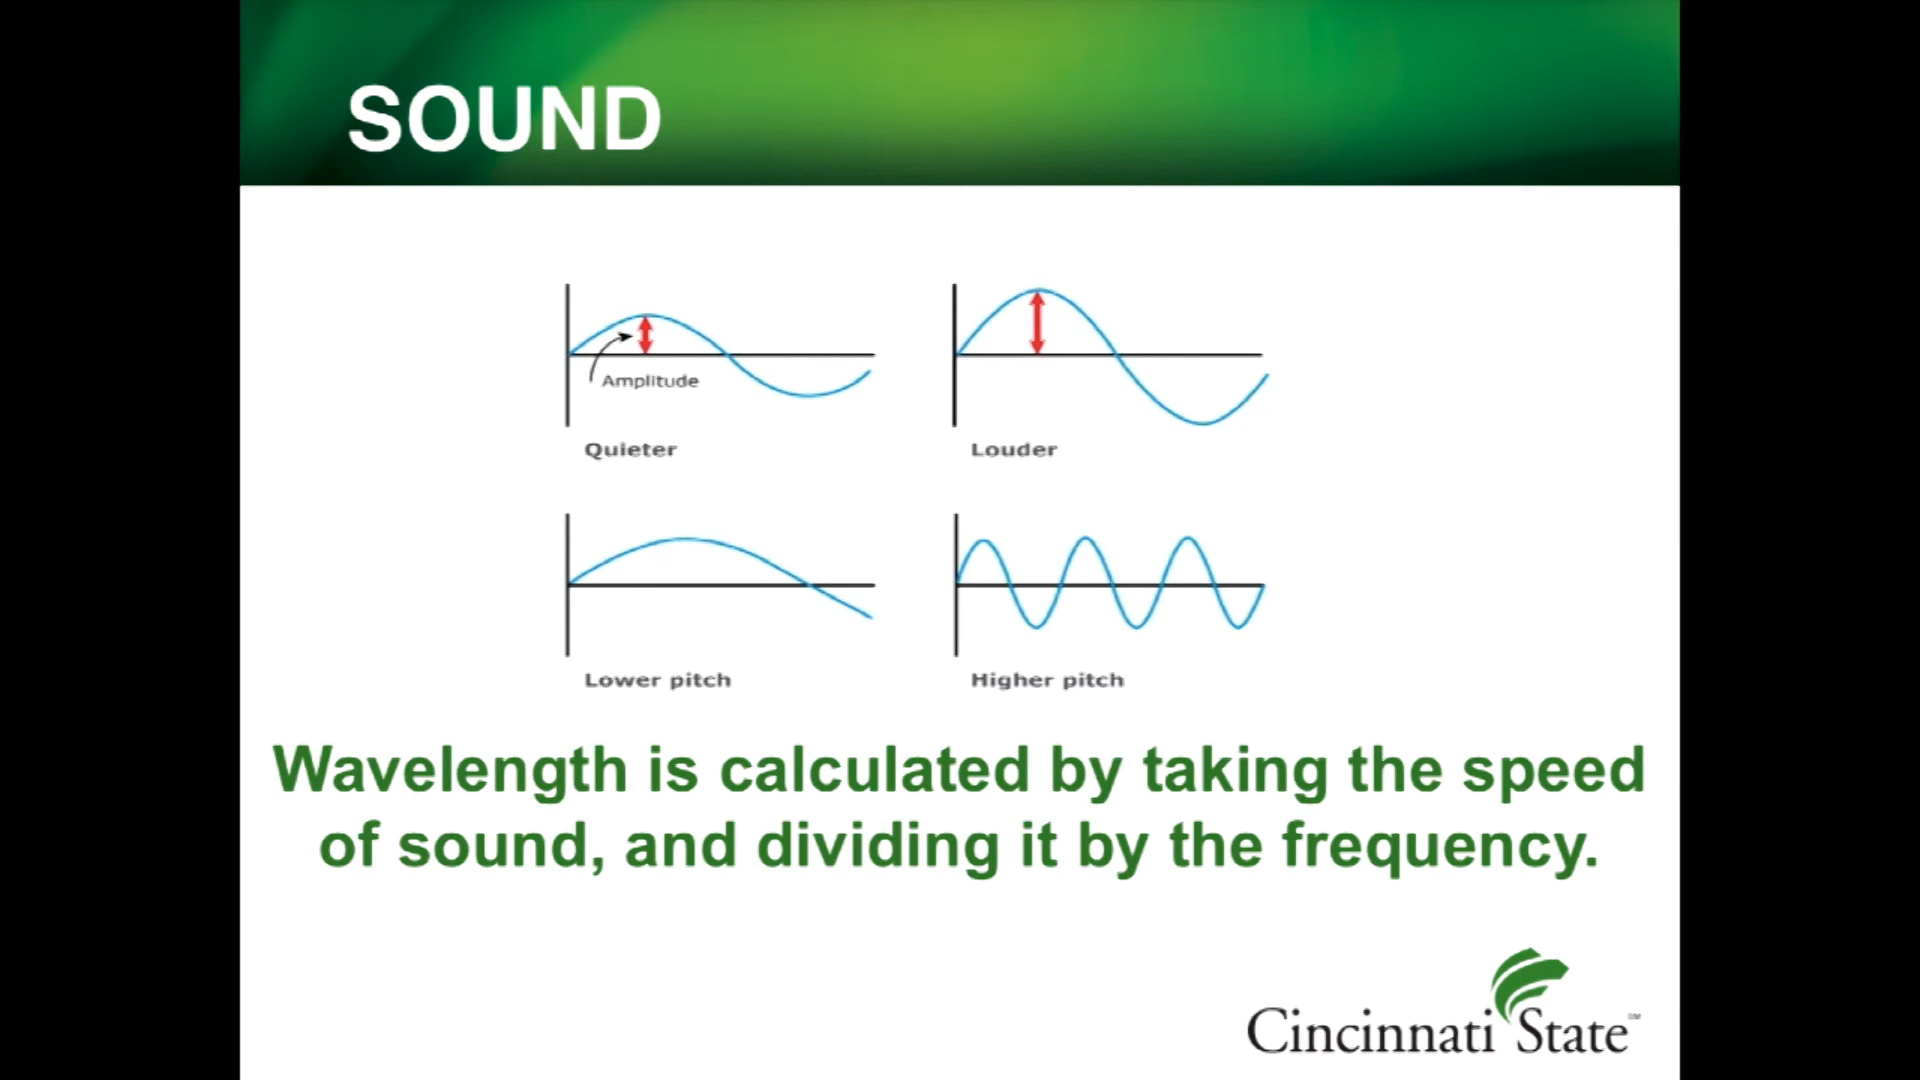 SOUND
Amplitude
Quieter
Louder
Lower pitch
Higher pitch
Wavelength is calculated by taking the speed
of sound, and dividing it by the frequency.
Cincinnati State℠